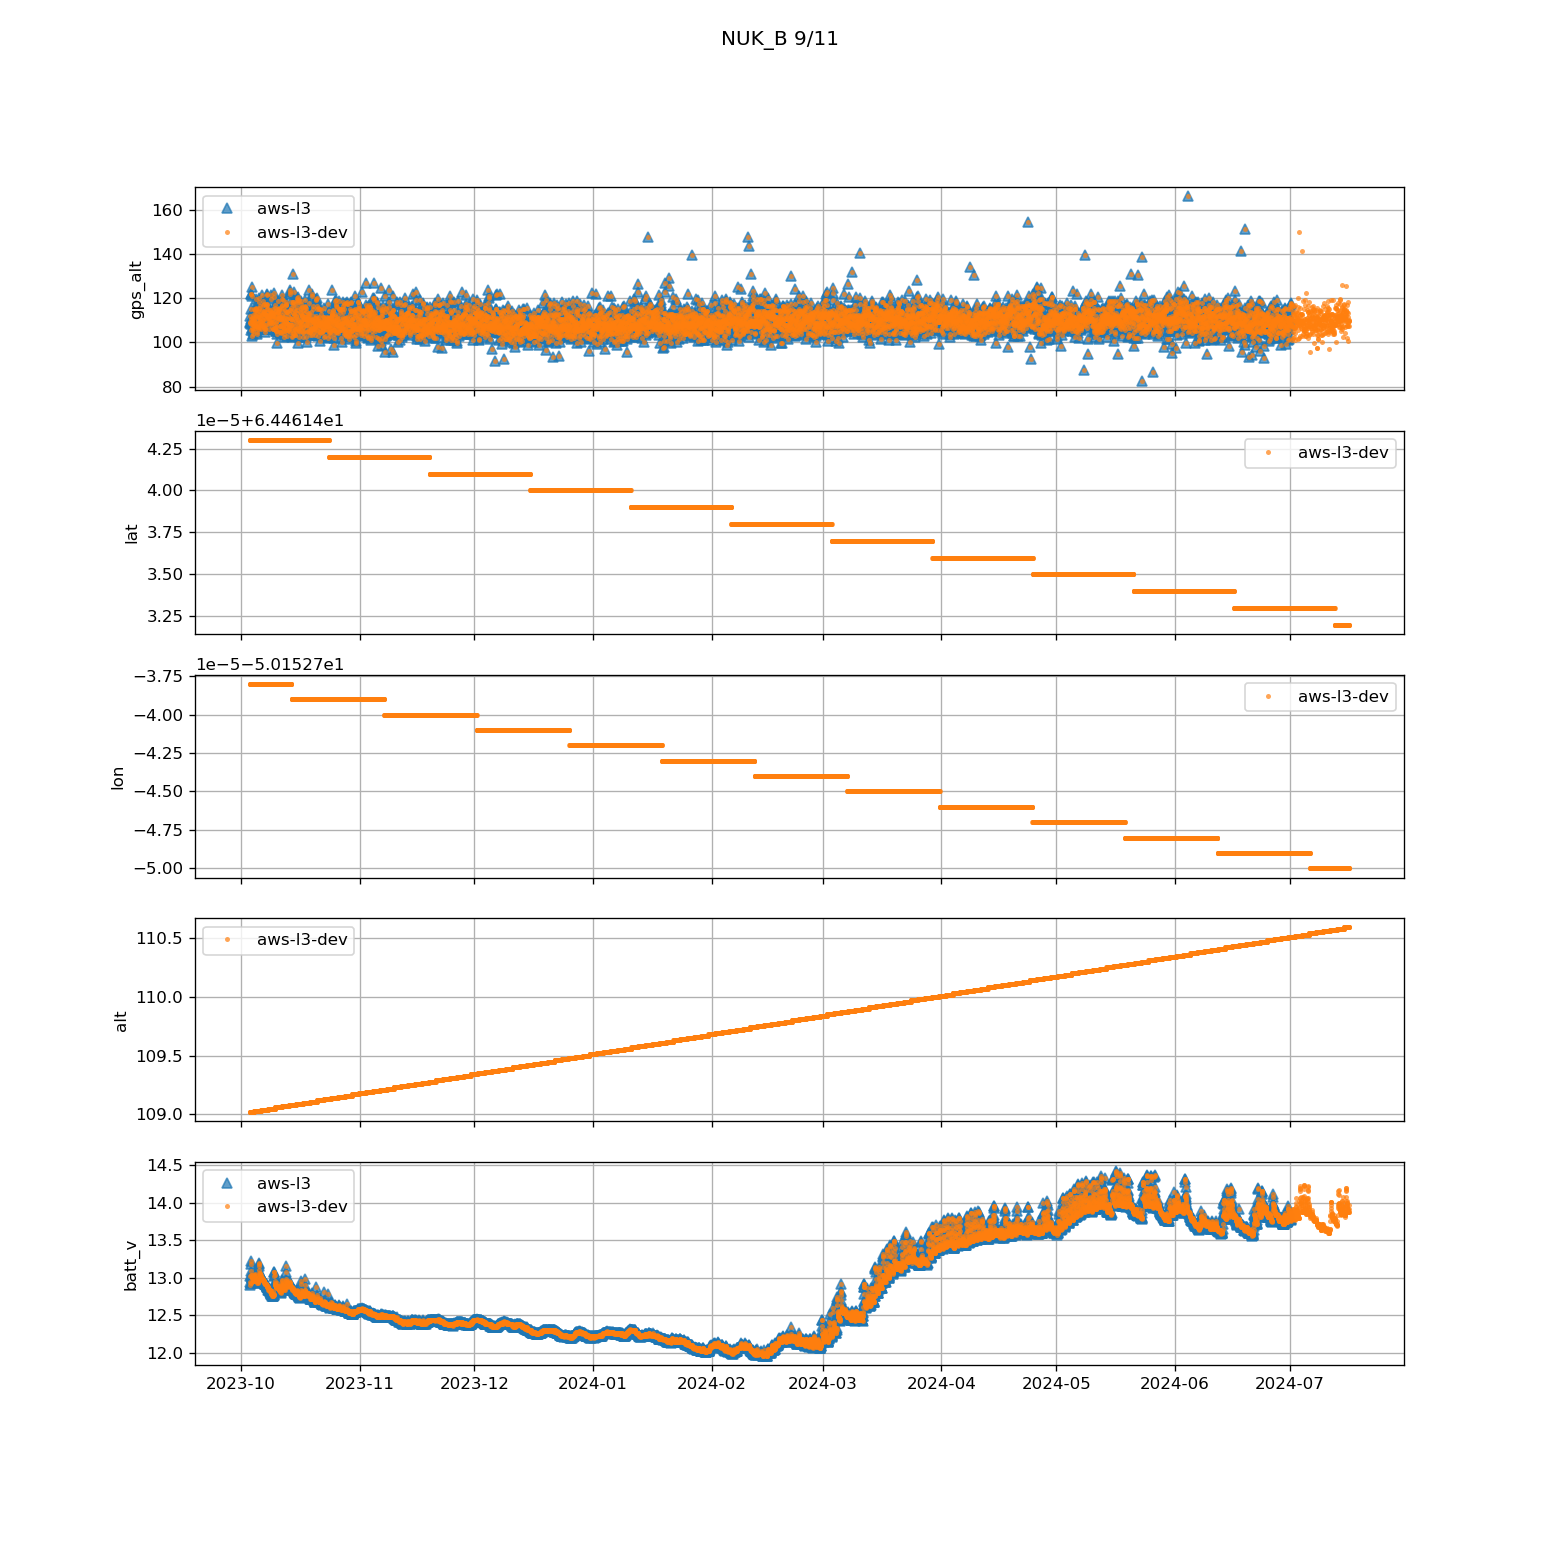 NUK_B 9/11
aws-l3
aws-l3-dev
160
140
120
100
80
gps_alt
1e−5+6.44614e1
aws-l3-dev
4.25
4.00
3.75
3.50
3.25
lat
1e−5−5.01527e1
aws-l3-dev
−3.75
−4.00
−4.25
−4.50
−4.75
−5.00
lon
aws-l3-dev
110.5
110.0
109.5
109.0
alt
aws-l3
aws-l3-dev
14.5
14.0
13.5
13.0
12.5
12.0
batt_v
2023-10 2023-11 2023-12 2024-01 2024-02 2024-03 2024-04 2024-05 2024-06 2024-07